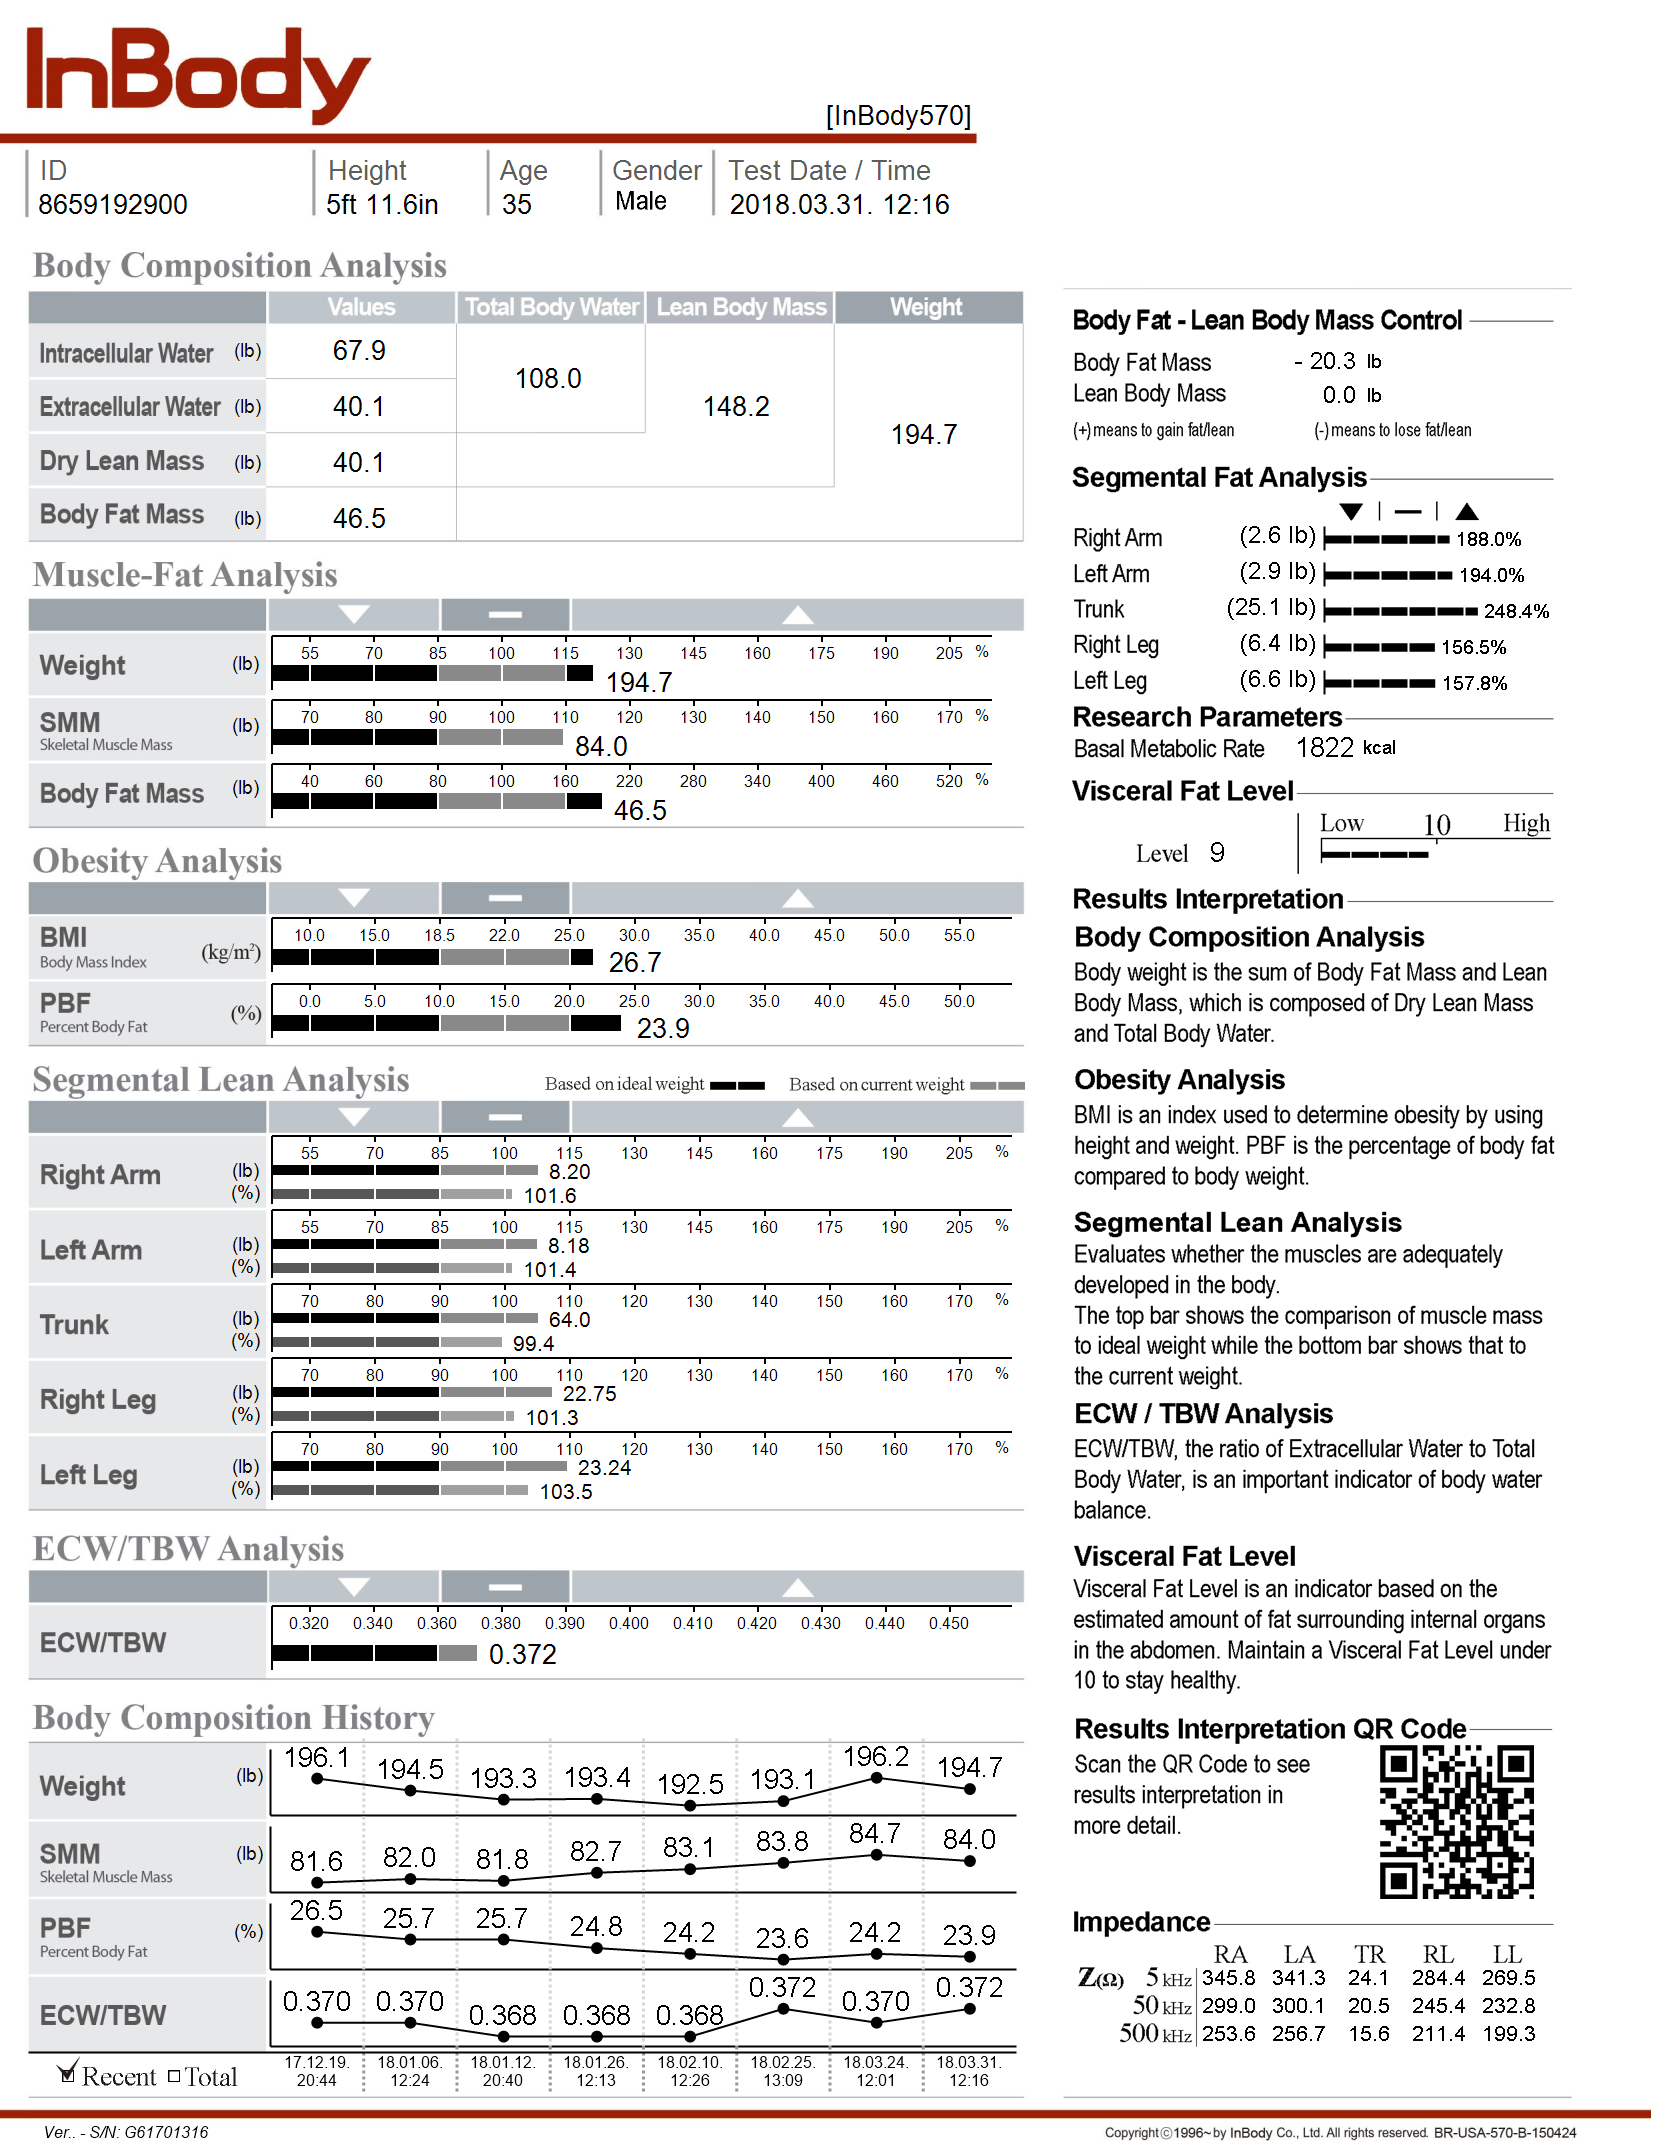 InBody
[InBody570]
ID Height Age Gender Test Date / Time
8659192900 5ft 11.6in 35 Male 2018.03.31. 12:16
Body Composition Analysis
Values Total Body Water Lean Body Mass Weight
Intracellular Water (lb) 67.9
108.0
Extracellular Water (lb) 40.1
148.2
194.7
Dry Lean Mass (lb) 40.1
Body Fat Mass (lb) 46.5
Muscle-Fat Analysis
55 70 85 100 115 130 145 160 175 190 205 %
Weight (lb) 194.7
70 80 90 100 110 120 130 140 150 160 170 %
SMM (lb) 84.0
Skeletal Muscle Mass
40 60 80 100 160 220 280 340 400 460 520 %
Body Fat Mass (lb) 46.5
Obesity Analysis
10.0 15.0 18.5 22.0 25.0 30.0 35.0 40.0 45.0 50.0 55.0
BMI (kg/m²) 26.7
Body Mass Index
0.0 5.0 10.0 15.0 20.0 25.0 30.0 35.0 40.0 45.0 50.0
PBF (%) 23.9
Percent Body Fat
Segmental Lean Analysis Based on ideal weight Based on current weight
55 70 85 100 115 130 145 160 175 190 205 %
Right Arm (lb) 8.20
(%) 101.6
55 70 85 100 115 130 145 160 175 190 205 %
Left Arm (lb) 8.18
(%) 101.4
70 80 90 100 110 120 130 140 150 160 170 %
Trunk (lb) 64.0
(%) 99.4
70 80 90 100 110 120 130 140 150 160 170 %
Right Leg (lb) 22.75
(%) 101.3
70 80 90 100 110 120 130 140 150 160 170 %
Left Leg (lb) 23.24
(%) 103.5
ECW/TBW Analysis
0.320 0.340 0.360 0.380 0.390 0.400 0.410 0.420 0.430 0.440 0.450
ECW/TBW 0.372
Body Composition History
Weight (lb) 196.1 194.5 193.3 193.4 192.5 193.1 196.2 194.7
SMM (lb) 81.6 82.0 81.8 82.7 83.1 83.8 84.7 84.0
Skeletal Muscle Mass
PBF (%) 26.5 25.7 25.7 24.8 24.2 23.6 24.2 23.9
Percent Body Fat
ECW/TBW 0.370 0.370 0.368 0.368 0.368 0.372 0.370 0.372
Recent Total 17.12.19. 18.01.06. 18.01.12. 18.01.26. 18.02.10. 18.02.25. 18.03.24. 18.03.31.
20:44 12:24 20:40 12:13 12:26 13:09 12:01 12:16
Body Fat - Lean Body Mass Control
Body Fat Mass - 20.3 lb
Lean Body Mass 0.0 lb
(+) means to gain fat/lean (-) means to lose fat/lean
Segmental Fat Analysis
Right Arm (2.6 lb) 188.0%
Left Arm (2.9 lb) 194.0%
Trunk (25.1 lb) 248.4%
Right Leg (6.4 lb) 156.5%
Left Leg (6.6 lb) 157.8%
Research Parameters
Basal Metabolic Rate 1822 kcal
Visceral Fat Level
Low 10 High
Level 9
Results Interpretation
Body Composition Analysis
Body weight is the sum of Body Fat Mass and Lean
Body Mass, which is composed of Dry Lean Mass
and Total Body Water.
Obesity Analysis
BMI is an index used to determine obesity by using
height and weight. PBF is the percentage of body fat
compared to body weight.
Segmental Lean Analysis
Evaluates whether the muscles are adequately
developed in the body.
The top bar shows the comparison of muscle mass
to ideal weight while the bottom bar shows that to
the current weight.
ECW / TBW Analysis
ECW/TBW, the ratio of Extracellular Water to Total
Body Water, is an important indicator of body water
balance.
Visceral Fat Level
Visceral Fat Level is an indicator based on the
estimated amount of fat surrounding internal organs
in the abdomen. Maintain a Visceral Fat Level under
10 to stay healthy.
Results Interpretation QR Code
Scan the QR Code to see
results interpretation in
more detail.
Impedance
RA LA TR RL LL
Z(Ω) 5 kHz 345.8 341.3 24.1 284.4 269.5
50 kHz 299.0 300.1 20.5 245.4 232.8
500 kHz 253.6 256.7 15.6 211.4 199.3
Ver.. - S/N: G61701316
Copyright©1996~ by InBody Co., Ltd. All rights reserved. BR-USA-570-B-150424